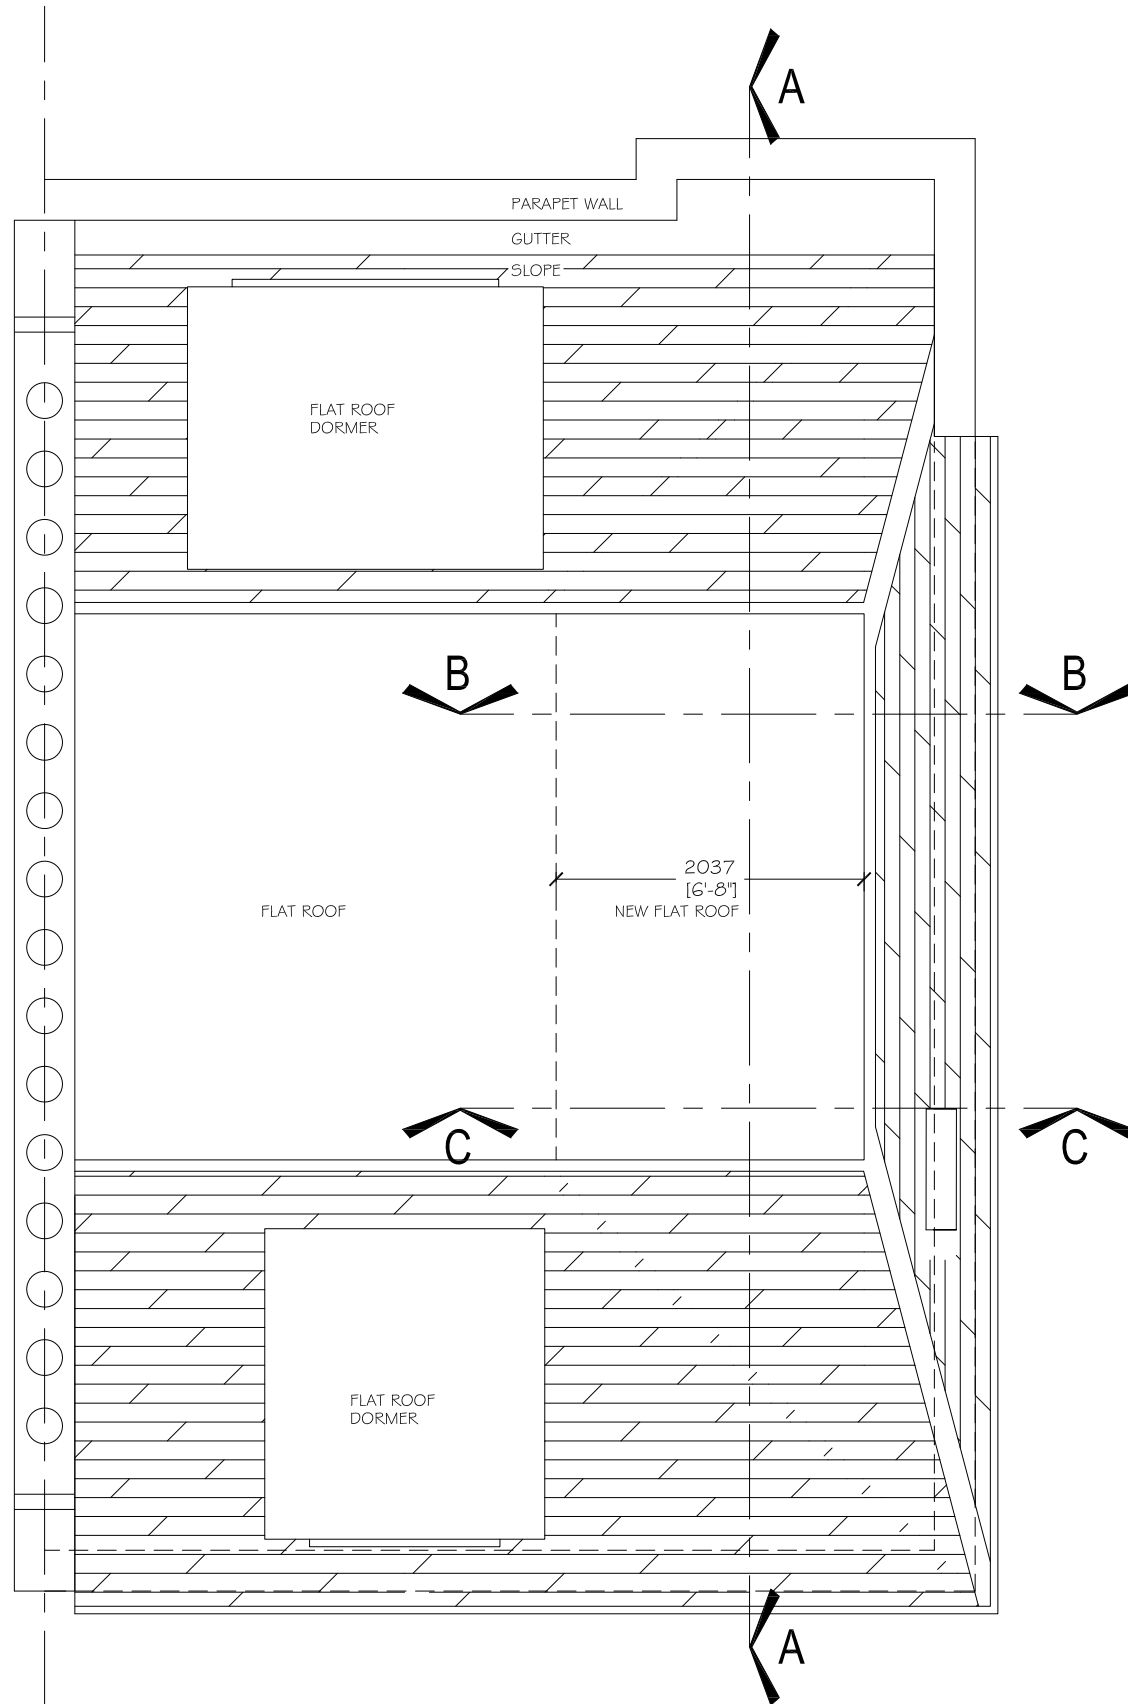 A
PARAPET WALL
GUTTER
SLOPE
FLAT ROOF
DORMER
B
B
2037
[6'-8"]
FLAT ROOF
NEW FLAT ROOF
C
C
FLAT ROOF
DORMER
A